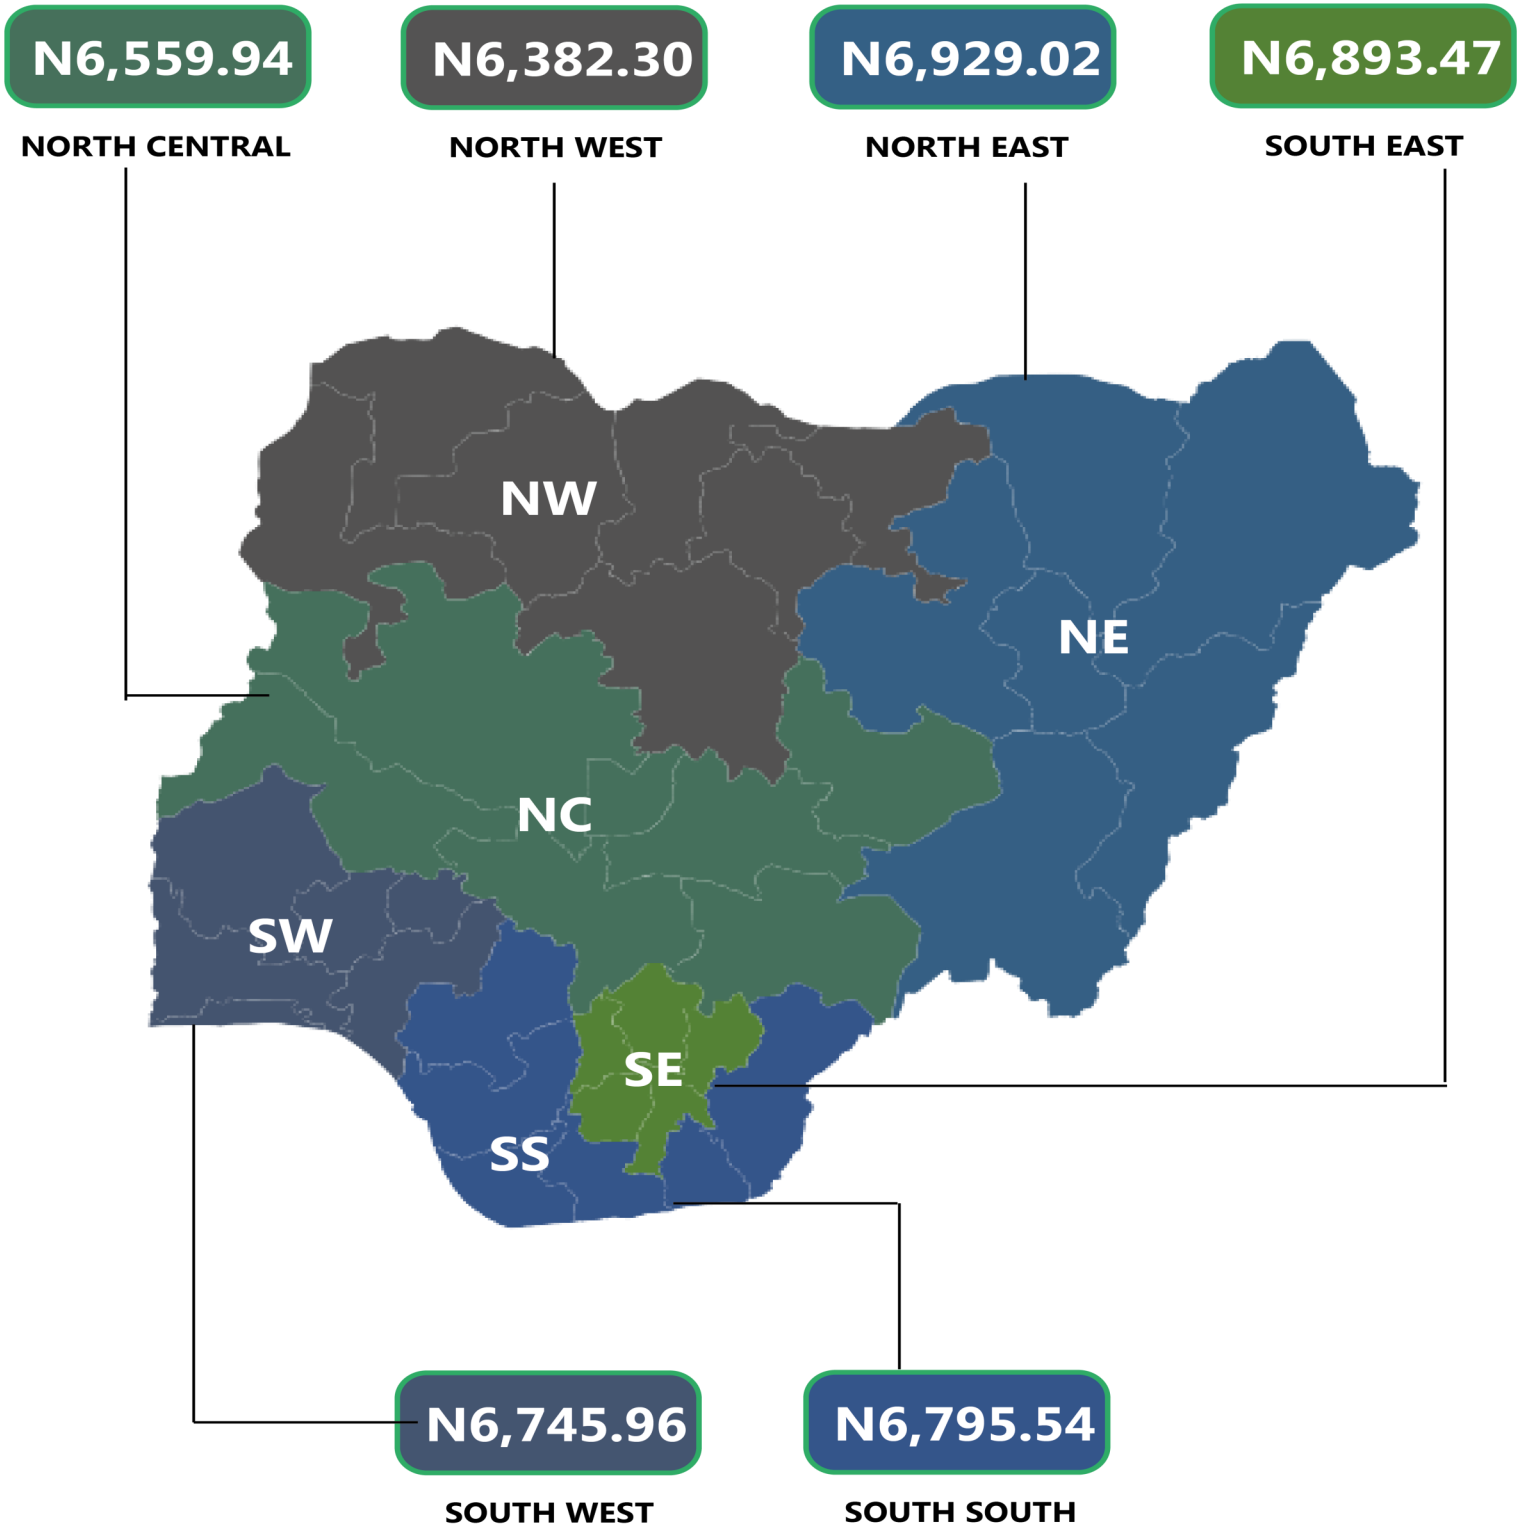 N6,559.94
NORTH CENTRAL
N6,382.30
NORTH WEST
N6,929.02
NORTH EAST
N6,893.47
SOUTH EAST
NW
NE
NC
SW
SE
SS
N6,745.96
SOUTH WEST
N6,795.54
SOUTH SOUTH